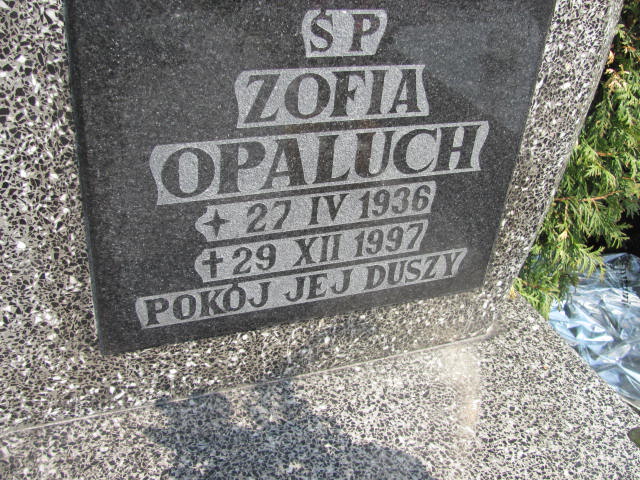 ŚP
ZOFIA
OPALUCH
27 IV 1936
✝ 29 XII 1997
POKÓJ JEJ DUSZY